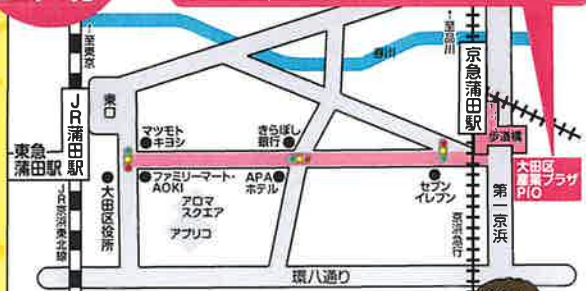 至東京
至品川
呑川
東口
JR蒲田駅
京急蒲田駅
マツモト
キヨシ
きらぼし
銀行
歩道橋
東急
蒲田駅
ファミリーマート・
AOKI
APA
ホテル
セブン
イレブン
大田区
産業プラザ
PiO
大田区役所
アロマ
スクエア
アプリコ
JR京浜東北線
京浜急行
第一京浜
環八通り